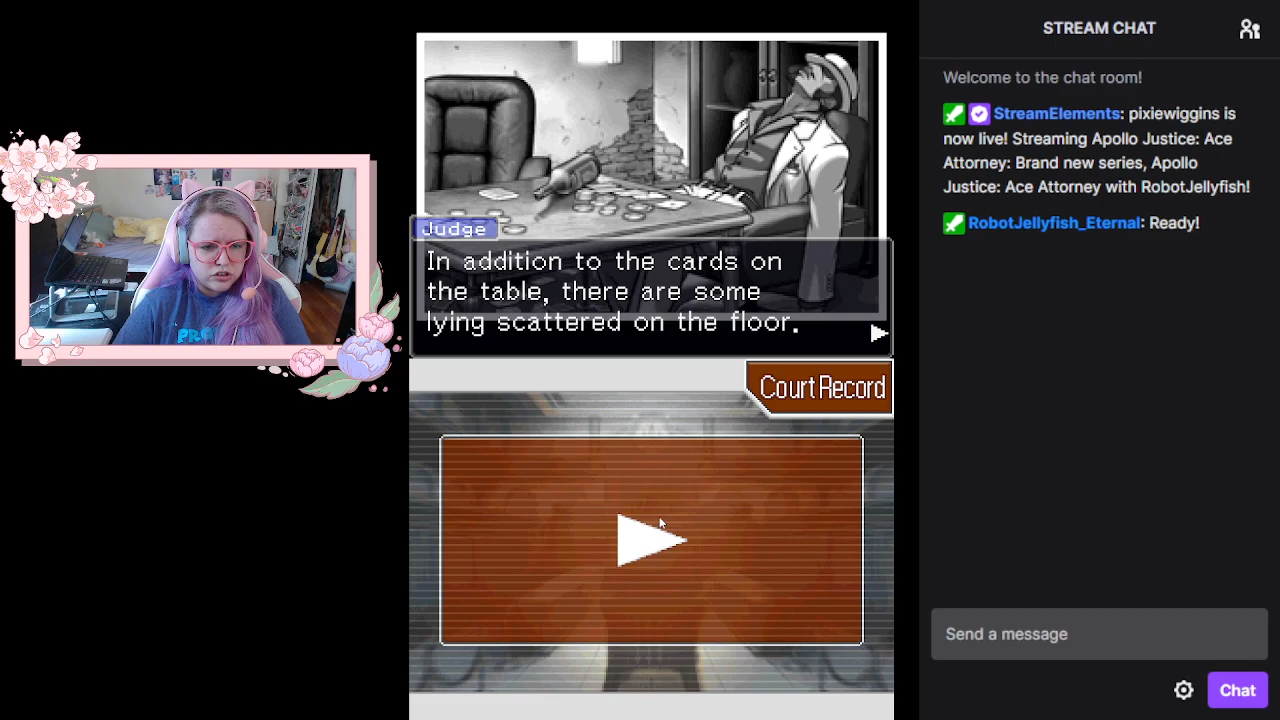 Judge
In addition to the cards on
the table, there are some
lying scattered on the floor.
Court Record
PR
STREAM CHAT
Welcome to the chat room!
StreamElements: pixiewiggins is
now live! Streaming Apollo Justice: Ace
Attorney: Brand new series, Apollo
Justice: Ace Attorney with RobotJellyfish!
RobotJellyfish_Eternal: Ready!
Send a message
Chat